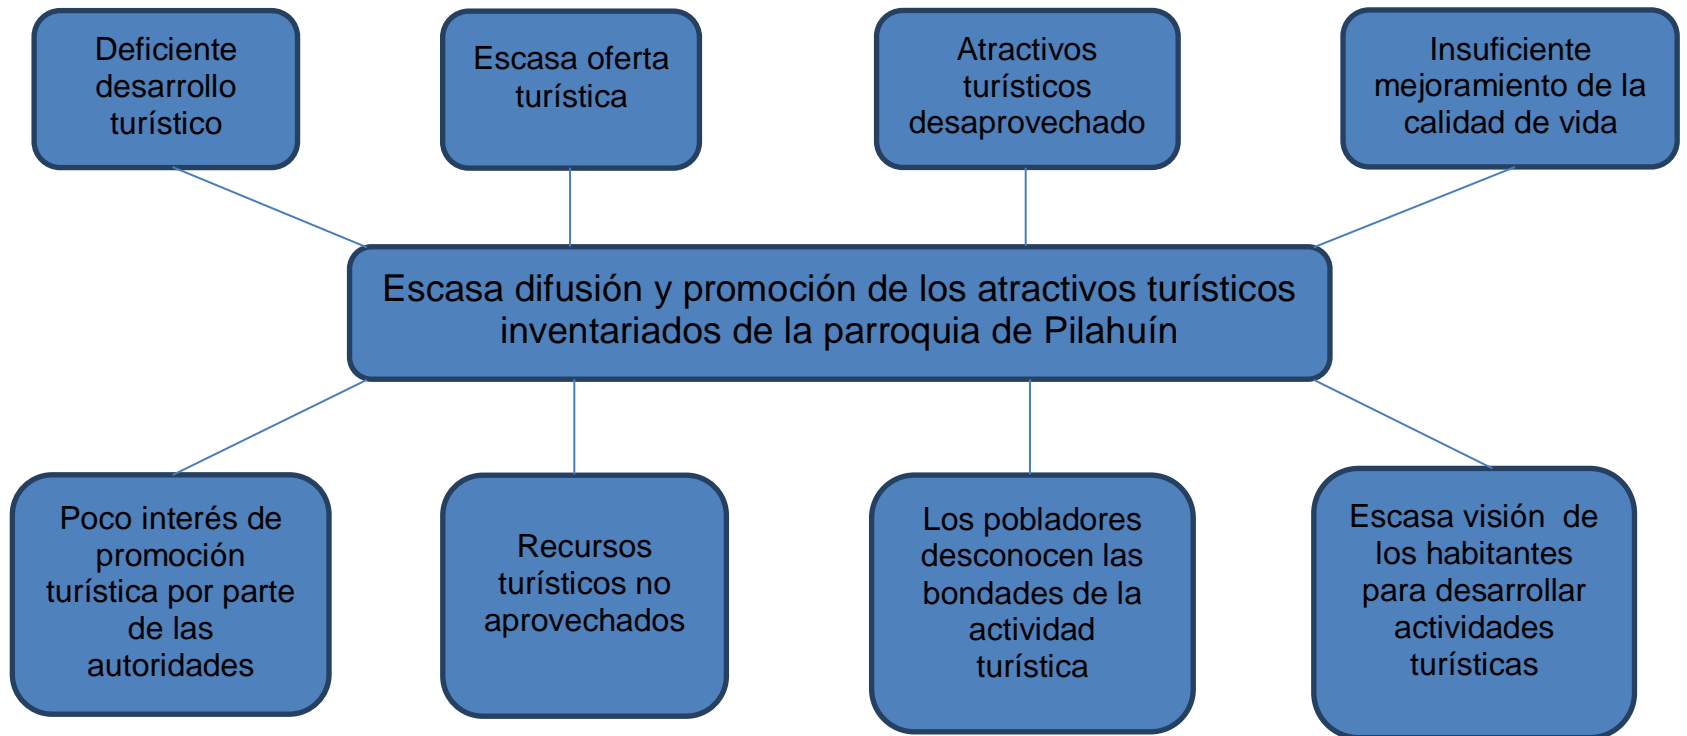 Deficiente
desarrollo
turístico
Escasa oferta
turística
Atractivos
turísticos
desaprovechado
Insuficiente
mejoramiento de la
calidad de vida
Escasa difusión y promoción de los atractivos turísticos
inventariados de la parroquia de Pilahuín
Poco interés de
promoción
turística por parte
de las
autoridades
Recursos
turísticos no
aprovechados
Los pobladores
desconocen las
bondades de la
actividad
turística
Escasa visión  de
los habitantes
para desarrollar
actividades
turísticas